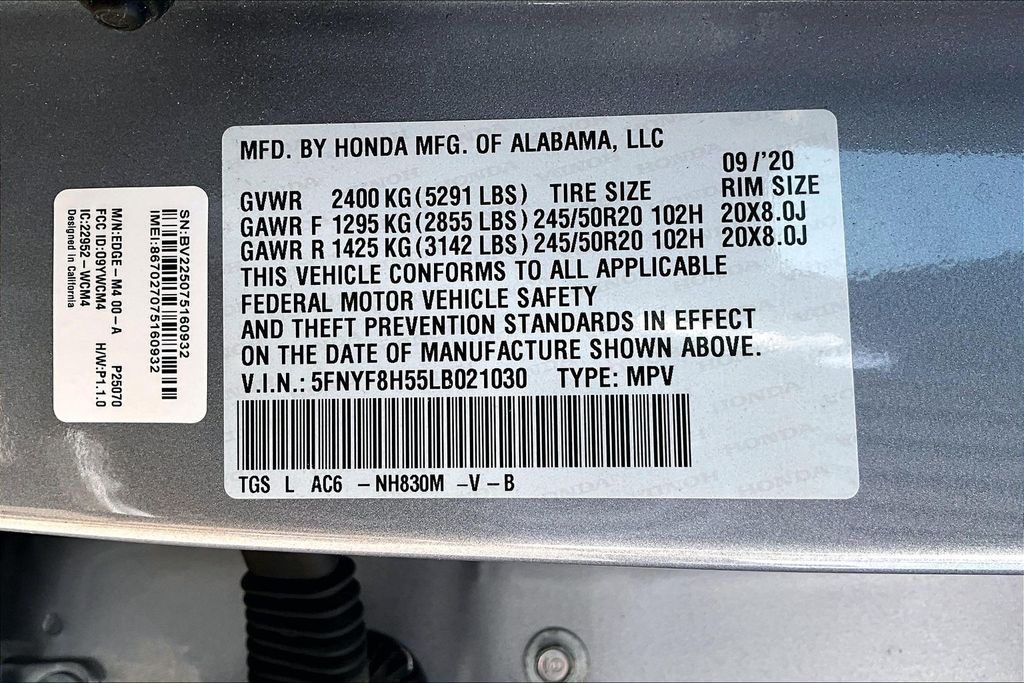 MFD. BY HONDA MFG. OF ALABAMA, LLC
09/'20
GVWR 2400 KG (5291 LBS) TIRE SIZE RIM SIZE
GAWR F 1295 KG (2855 LBS) 245/50R20 102H 20X8.0J
GAWR R 1425 KG (3142 LBS) 245/50R20 102H 20X8.0J
THIS VEHICLE CONFORMS TO ALL APPLICABLE
FEDERAL MOTOR VEHICLE SAFETY
AND THEFT PREVENTION STANDARDS IN EFFECT
ON THE DATE OF MANUFACTURE SHOWN ABOVE.
V.I.N.: 5FNYF8H55LB021030 TYPE: MPV
TGS L AC6 -NH830M -V -B
SN:BV225075160932
IMEI:867027075160932
M/N:EDGE-M4 00-A P25070
FCC ID:O9YWCM4 H/W:P1.1.0
IC:22952-WCM4
Designed in California